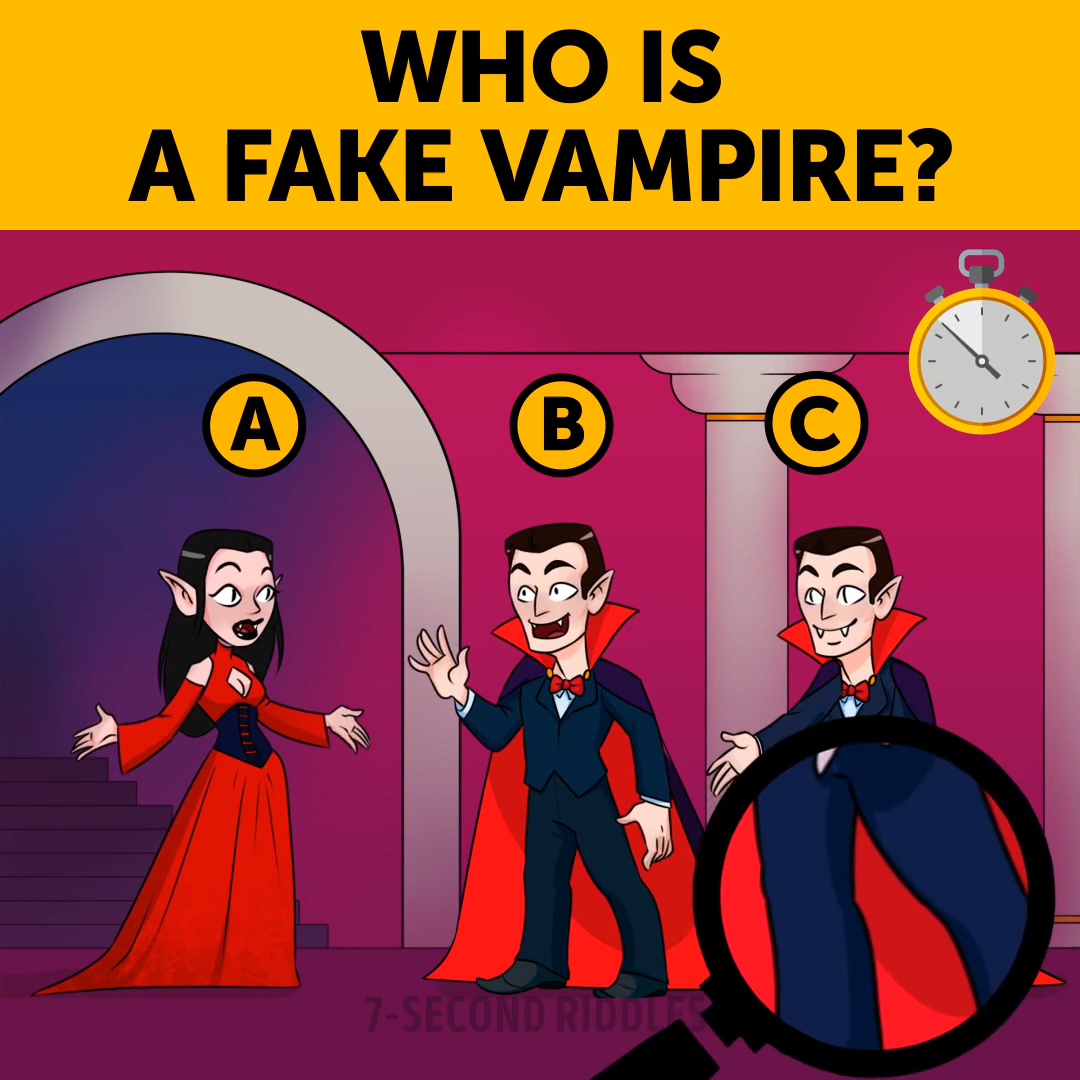 WHO IS
A FAKE VAMPIRE?
A
B
C
7-SECOND RIDDLES